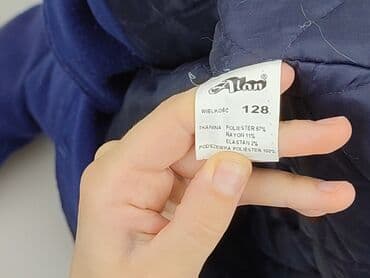 Alan ®
WIELKOŚĆ 128
TKANINA: POLIESTER 87%
RAYON 11%
ELASTAN 2%
PODSZEWKA POLIESTER 100%